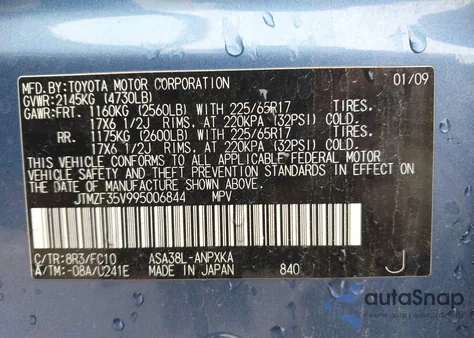 MFD.BY:TOYOTA MOTOR CORPORATION 01/09
GVWR:2145KG (4730LB)
GAWR:FRT. 1160KG (2560LB) WITH 225/65R17 TIRES.
17X6 1/2J RIMS. AT 220KPA (32PSI) COLD.
RR. 1175KG (2600LB) WITH 225/65R17 TIRES.
17X6 1/2J RIMS. AT 220KPA (32PSI) COLD.
THIS VEHICLE CONFORMS TO ALL APPLICABLE FEDERAL MOTOR
VEHICLE SAFETY AND THEFT PREVENTION STANDARDS IN EFFECT
ON THE DATE OF MANUFACTURE SHOWN ABOVE.
JTMZF35V995006844 MPV
C/TR:8R3/FC10 ASA38L-ANPXKA
A/TM:-08A/U241E MADE IN JAPAN 840 J
autoSnap
Powered by AutoBidMaster